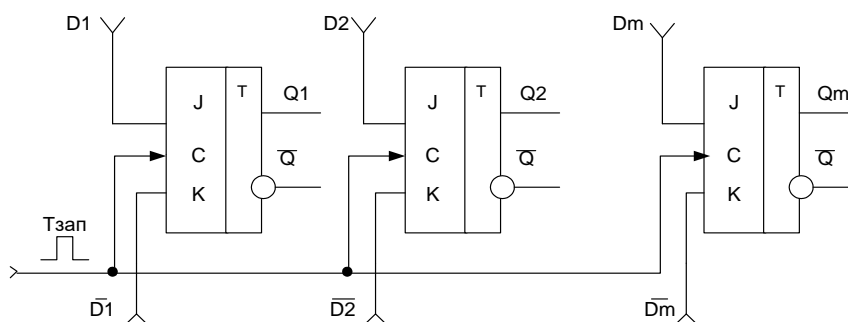 D1 D2 Dm
J T Q1 J T Q2 J T Qm
C Q̅ C Q̅ C Q̅
K K K
Tзап
D̅1̅ D̅2̅ D̅m̅